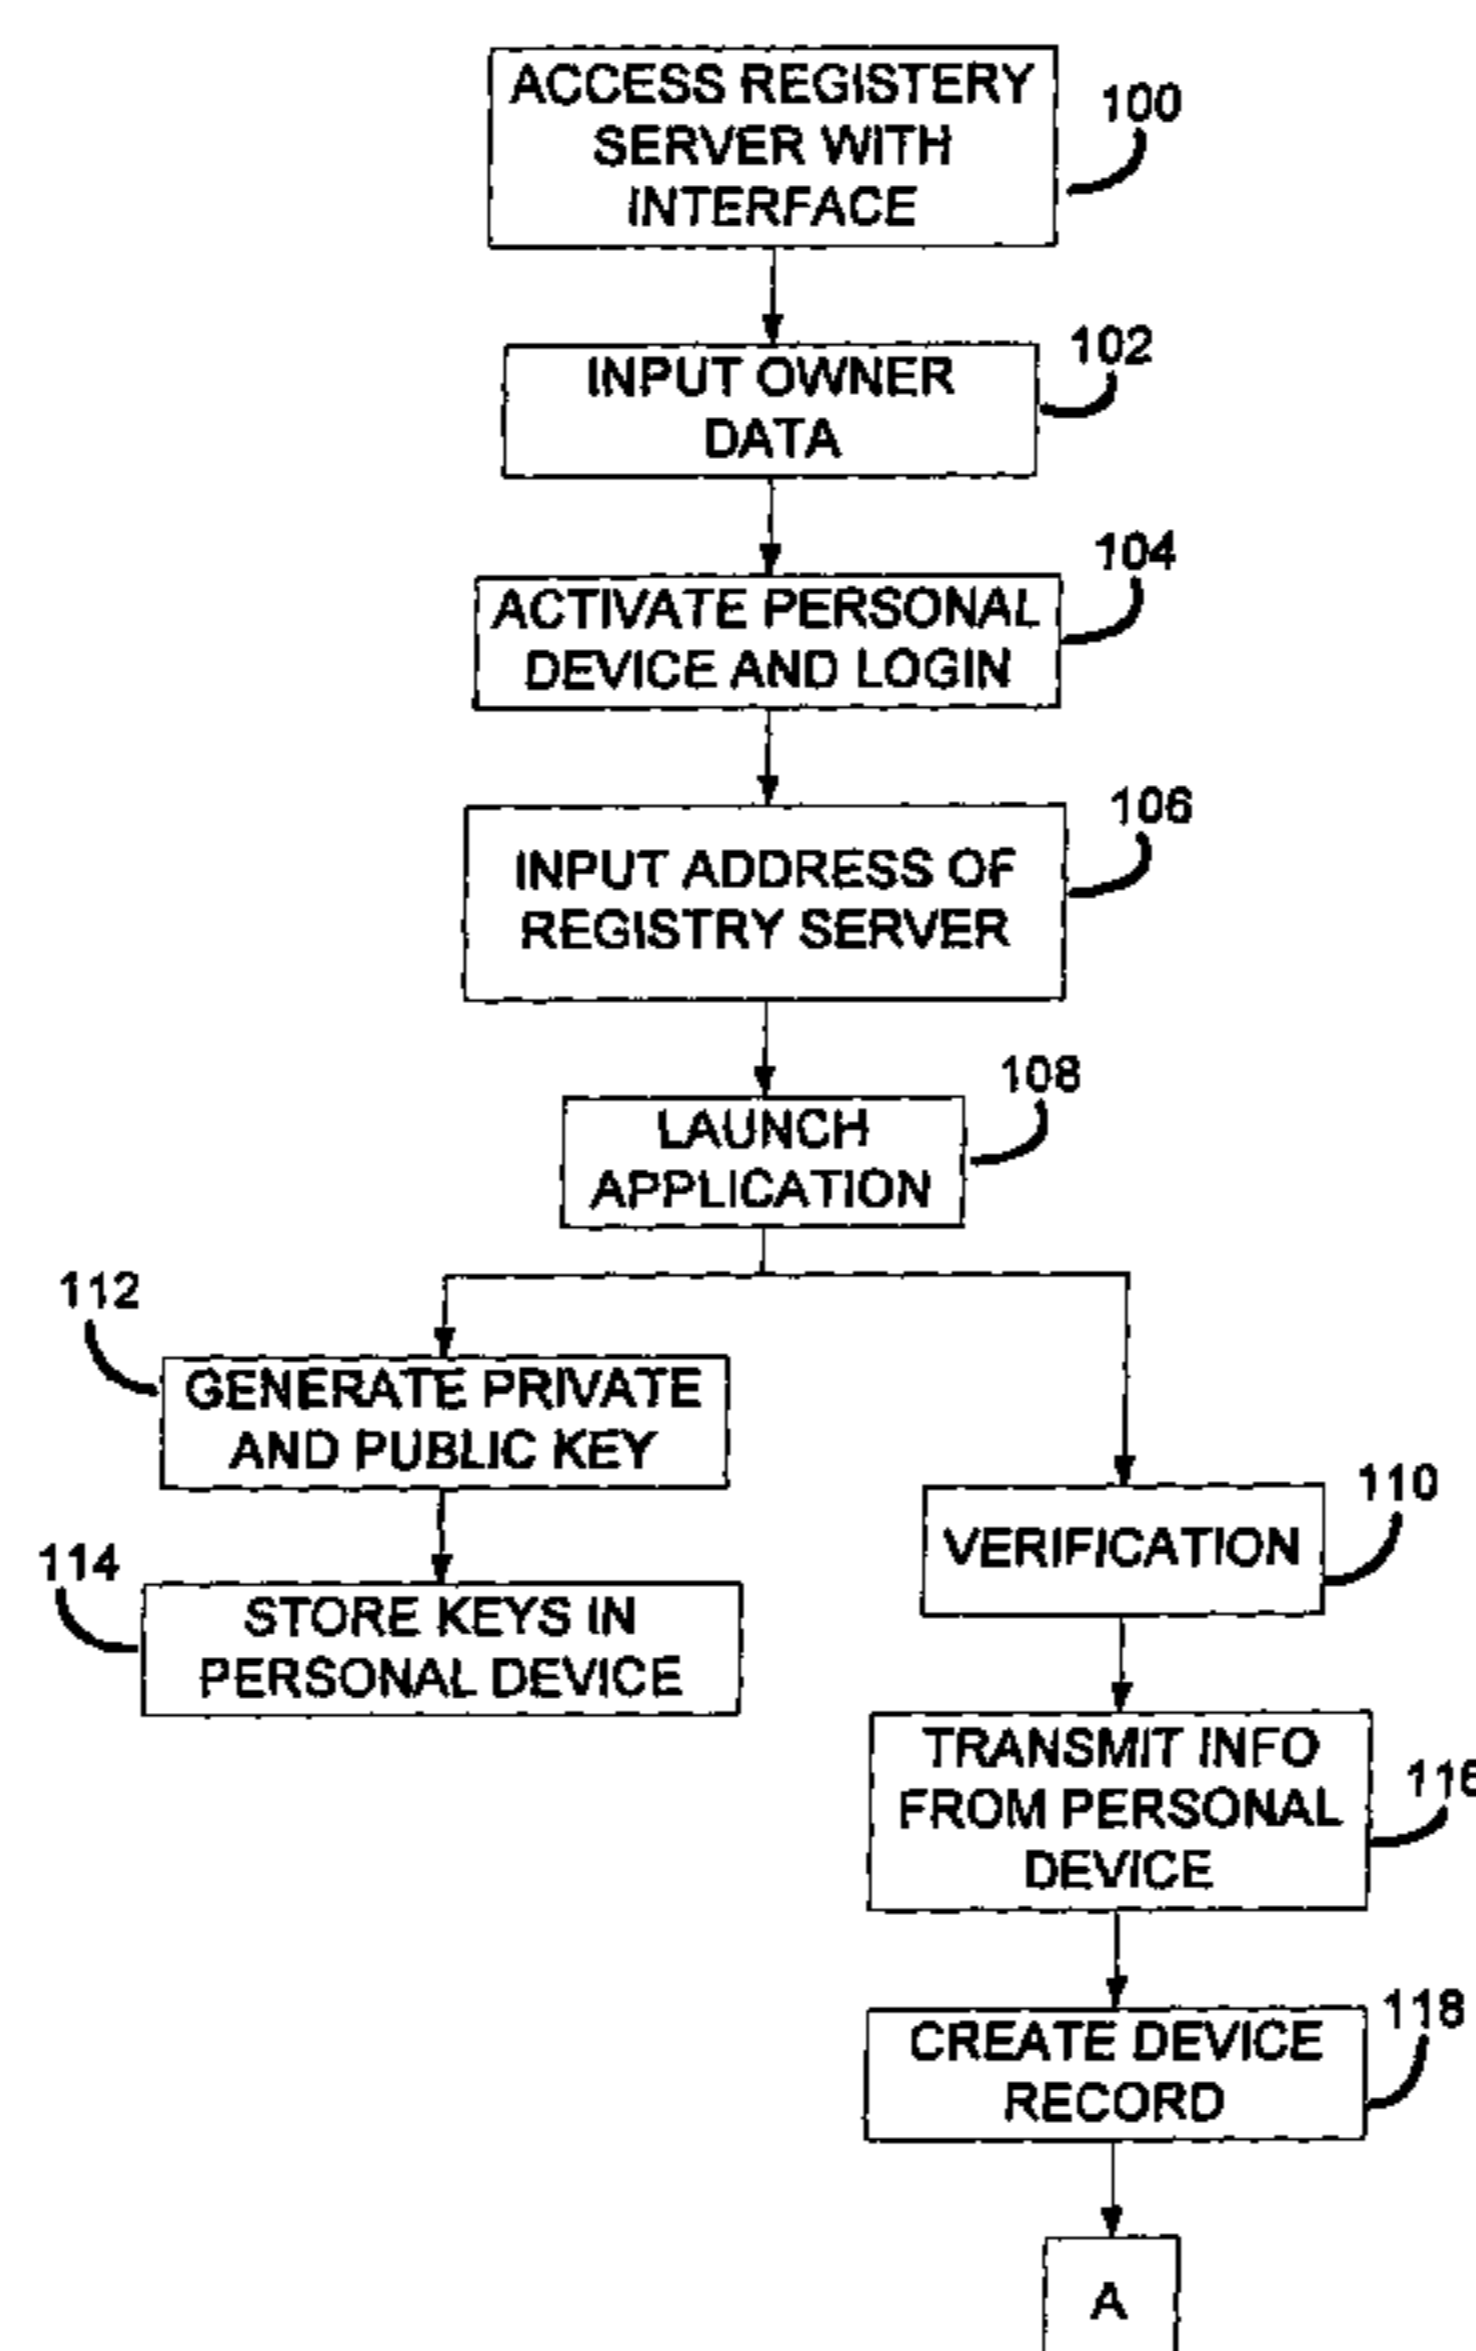 ACCESS REGISTERY
SERVER WITH
INTERFACE
100
INPUT OWNER
DATA
102
ACTIVATE PERSONAL
DEVICE AND LOGIN
104
INPUT ADDRESS OF
REGISTRY SERVER
106
LAUNCH
APPLICATION
108
112
GENERATE PRIVATE
AND PUBLIC KEY
114
STORE KEYS IN
PERSONAL DEVICE
VERIFICATION
110
TRANSMIT INFO
FROM PERSONAL
DEVICE
116
CREATE DEVICE
RECORD
118
A